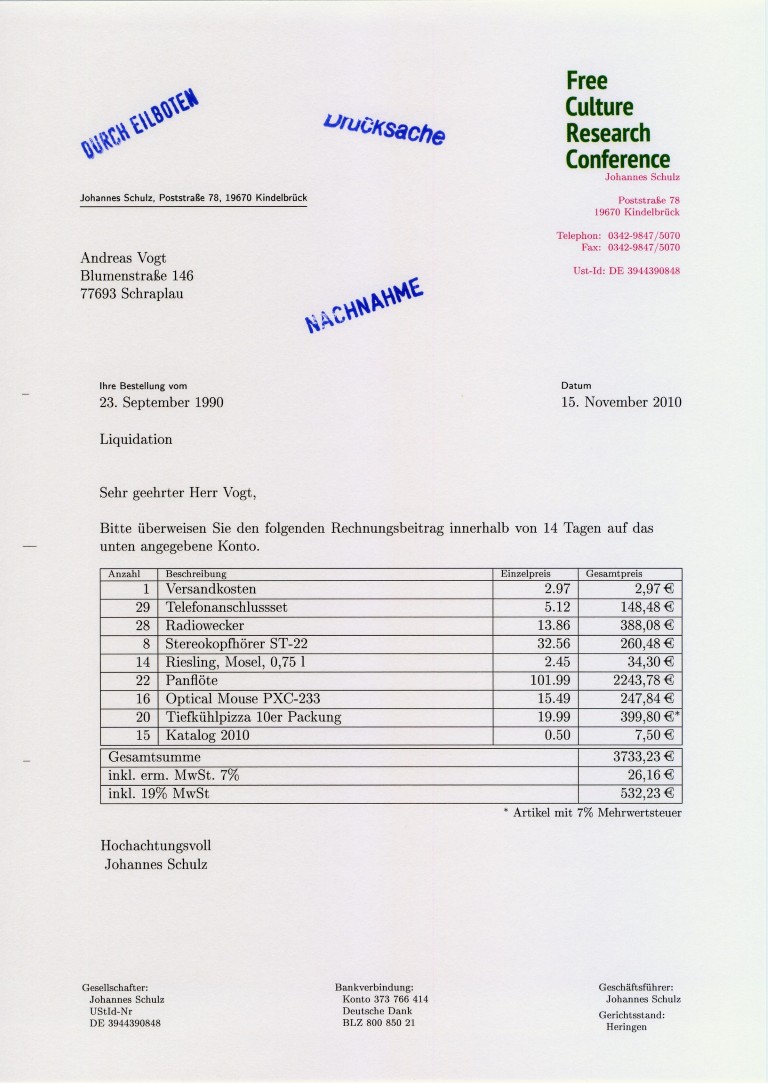 DURCH EILBOTEN
Drucksache
Free
Culture
Research
Conference
Johannes Schulz
Poststraße 78
19670 Kindelbrück
Telephon: 0342-9847/5070
Fax: 0342-9847/5070
Ust-Id: DE 3944390848
Johannes Schulz, Poststraße 78, 19670 Kindelbrück
Andreas Vogt
Blumenstraße 146
77693 Schraplau
NACHNAHME
Ihre Bestellung vom Datum
23. September 1990 15. November 2010
Liquidation
Sehr geehrter Herr Vogt,
Bitte überweisen Sie den folgenden Rechnungsbeitrag innerhalb von 14 Tagen auf das
unten angegebene Konto.
Anzahl Beschreibung Einzelpreis Gesamtpreis
1 Versandkosten 2.97 2,97 €
29 Telefonanschlussset 5.12 148,48 €
28 Radiowecker 13.86 388,08 €
8 Stereokopfhörer ST-22 32.56 260,48 €
14 Riesling, Mosel, 0,75 l 2.45 34,30 €
22 Panflöte 101.99 2243,78 €
16 Optical Mouse PXC-233 15.49 247,84 €
20 Tiefkühlpizza 10er Packung 19.99 399,80 €*
15 Katalog 2010 0.50 7,50 €
Gesamtsumme 3733,23 €
inkl. erm. MwSt. 7% 26,16 €
inkl. 19% MwSt 532,23 €
* Artikel mit 7% Mehrwertsteuer
Hochachtungsvoll
Johannes Schulz
Gesellschafter:
Johannes Schulz
UStId-Nr
DE 3944390848
Bankverbindung:
Konto 373 766 414
Deutsche Dank
BLZ 800 850 21
Geschäftsführer:
Johannes Schulz
Gerichtsstand:
Heringen